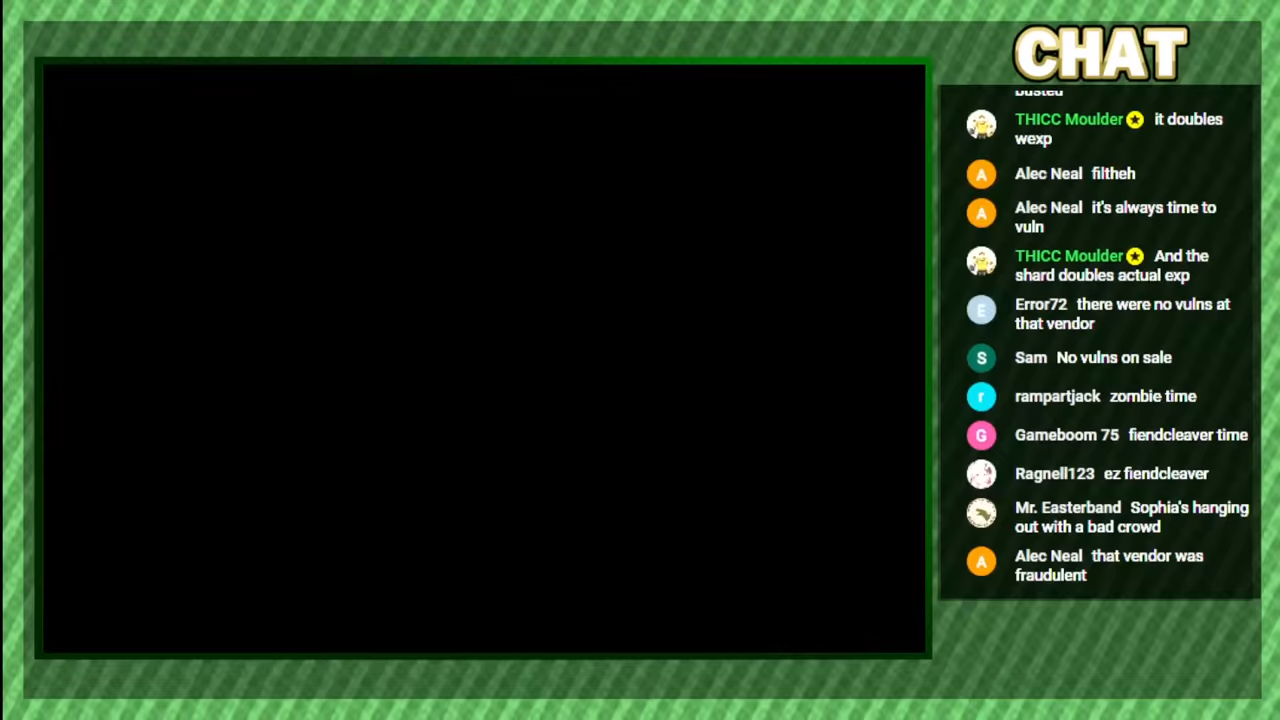 CHAT
busted
THICC Moulder it doubles
wexp
A Alec Neal filtheh
A Alec Neal it's always time to
vuln
THICC Moulder And the
shard doubles actual exp
E Error72 there were no vulns at
that vendor
S Sam No vulns on sale
r rampartjack zombie time
G Gameboom 75 fiendcleaver time
Ragnell123 ez fiendcleaver
Mr. Easterband Sophia's hanging
out with a bad crowd
A Alec Neal that vendor was
fraudulent